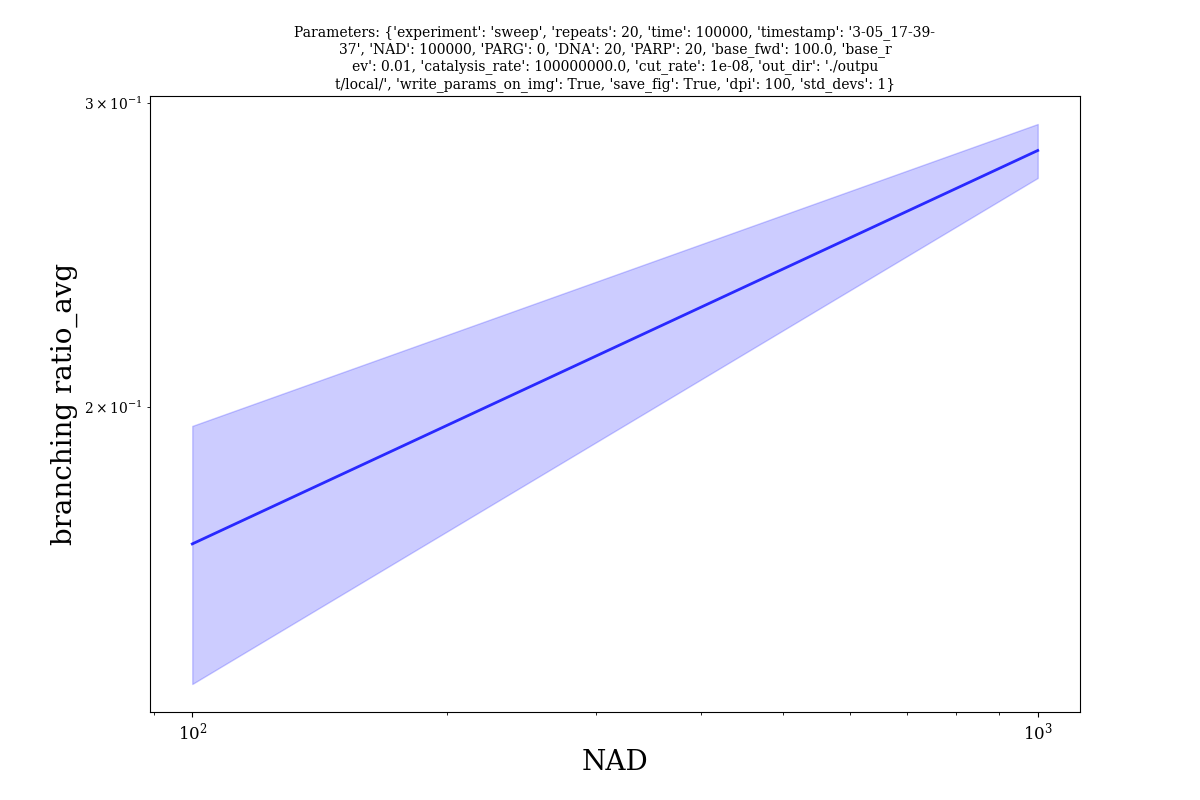 Parameters: {'experiment': 'sweep', 'repeats': 20, 'time': 100000, 'timestamp': '3-05_17-39-
37', 'NAD': 100000, 'PARG': 0, 'DNA': 20, 'PARP': 20, 'base_fwd': 100.0, 'base_r
ev': 0.01, 'catalysis_rate': 100000000.0, 'cut_rate': 1e-08, 'out_dir': './outpu
t/local/', 'write_params_on_img': True, 'save_fig': True, 'dpi': 100, 'std_devs': 1}
3 × 10⁻¹
2 × 10⁻¹
branching ratio_avg
10² 10³
NAD